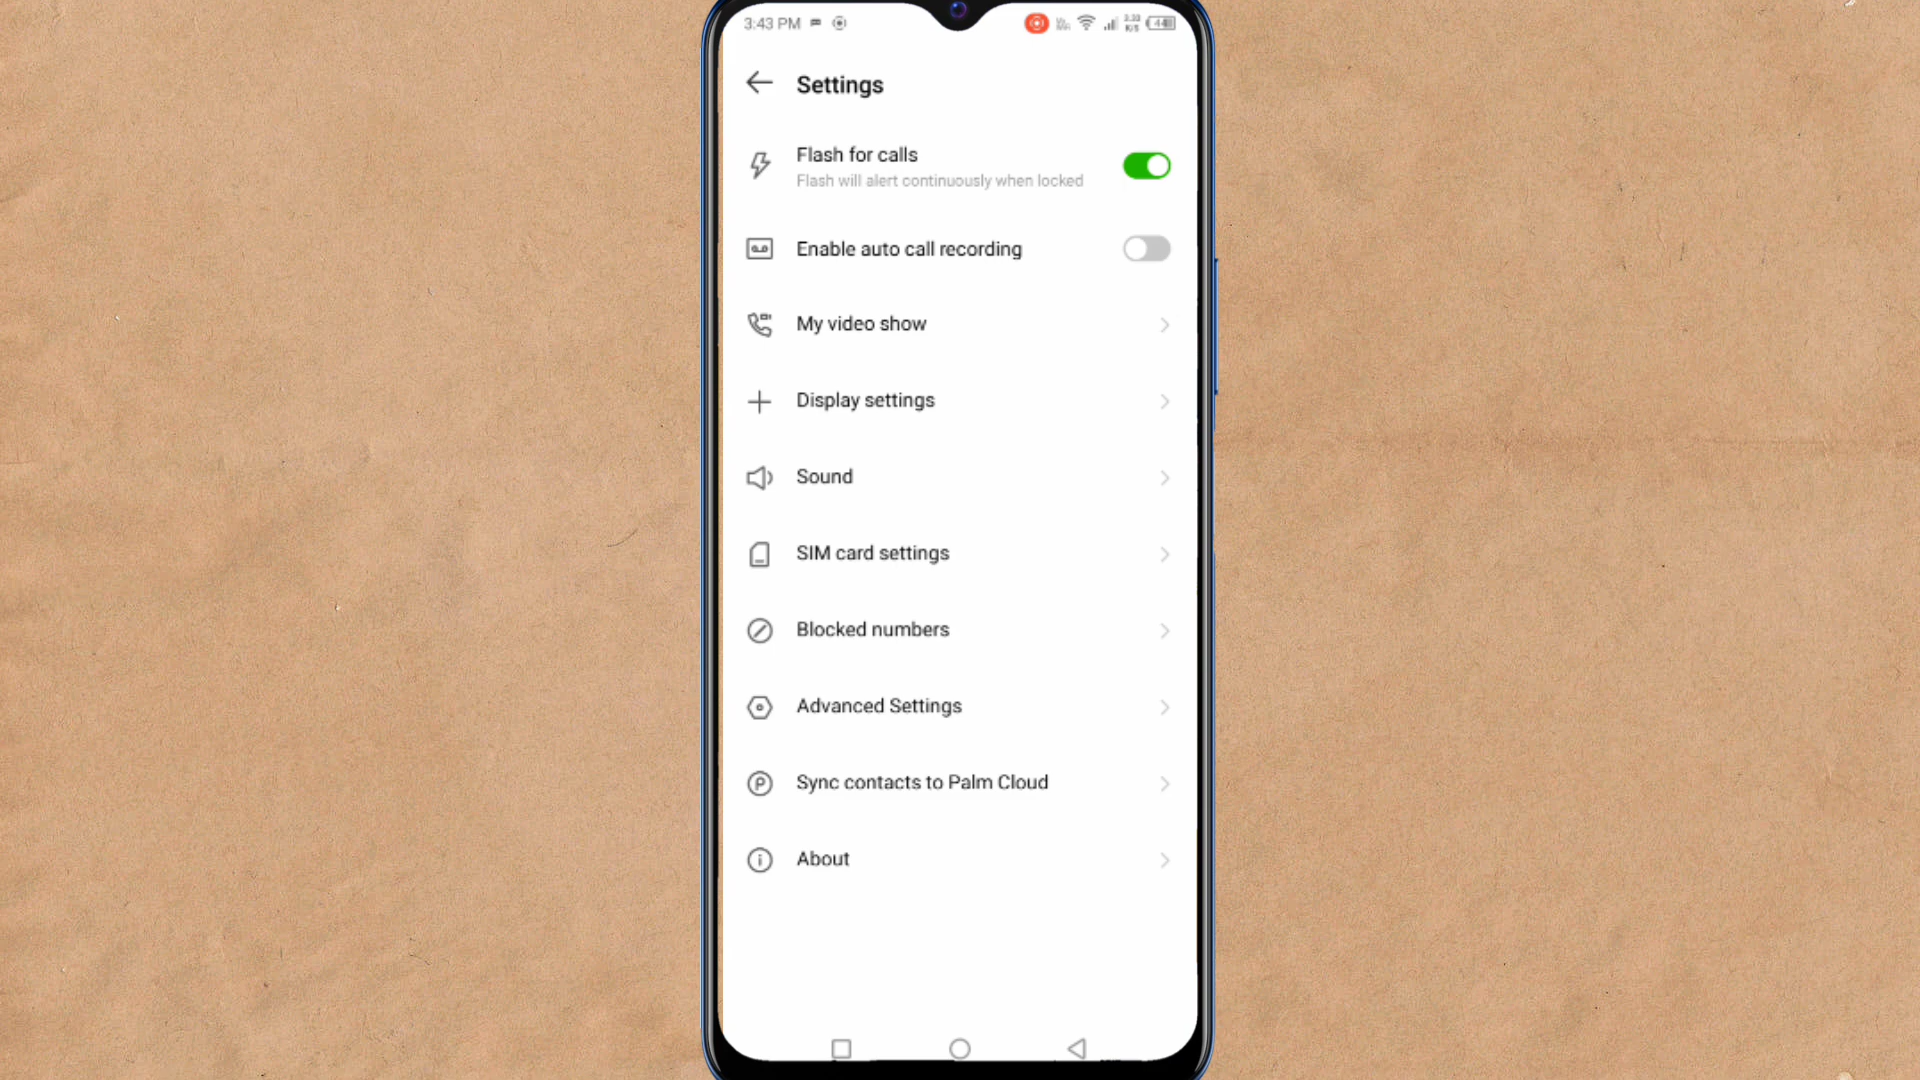 3:43 PM
Settings
Flash for calls
Flash will alert continuously when locked
Enable auto call recording
My video show
Display settings
Sound
SIM card settings
Blocked numbers
Advanced Settings
Sync contacts to Palm Cloud
About